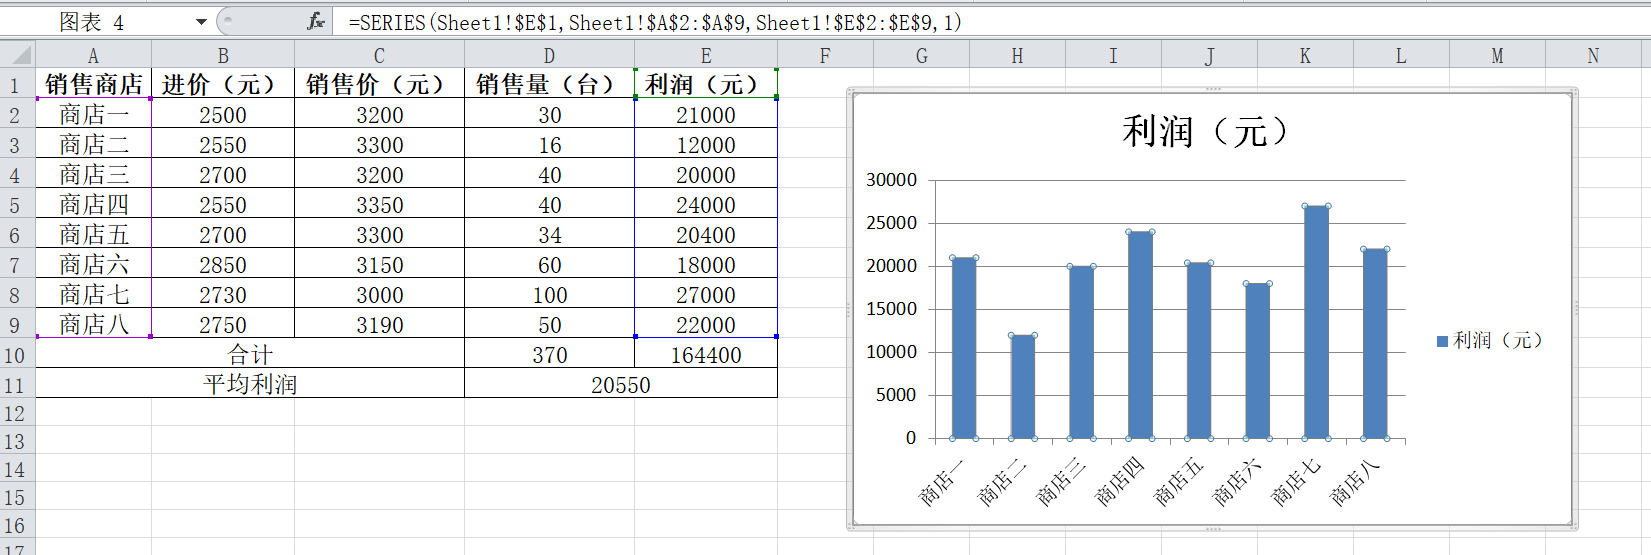 图表 4 fx =SERIES(Sheet1!$E$1,Sheet1!$A$2:$A$9,Sheet1!$E$2:$E$9,1)
A B C D E F G H I J K L M N
1 销售商店 进价（元） 销售价（元） 销售量（台） 利润（元）
2 商店一 2500 3200 30 21000
3 商店二 2550 3300 16 12000
4 商店三 2700 3200 40 20000
5 商店四 2550 3350 40 24000
6 商店五 2700 3300 34 20400
7 商店六 2850 3150 60 18000
8 商店七 2730 3000 100 27000
9 商店八 2750 3190 50 22000
10 合计 370 164400
11 平均利润 20550
12
13
14
15
16
17
利润（元）
30000
25000
20000
15000
10000
5000
0
商店一 商店二 商店三 商店四 商店五 商店六 商店七 商店八
利润（元）